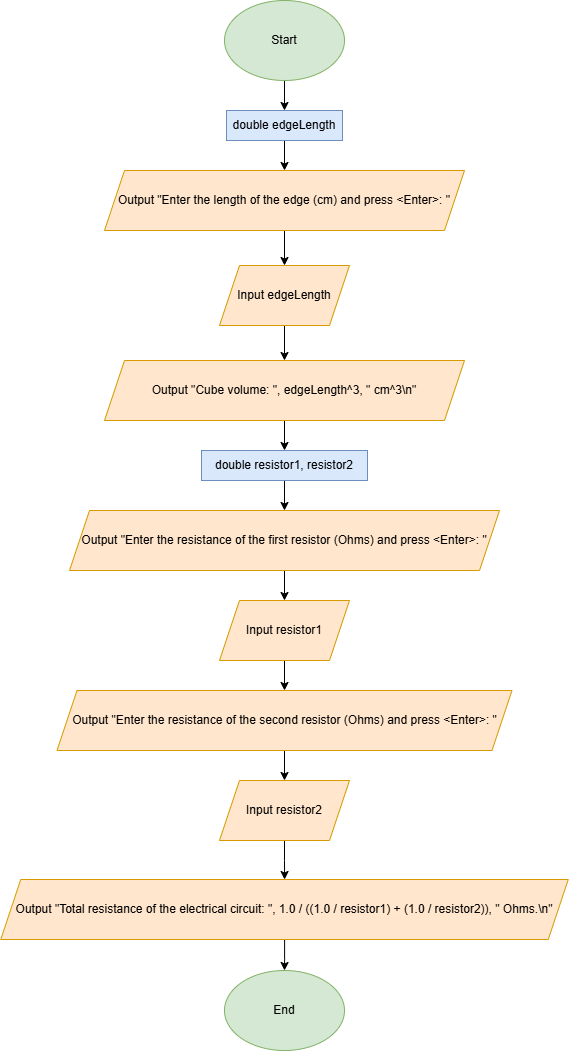 Start
double edgeLength
Output "Enter the length of the edge (cm) and press <Enter>: "
Input edgeLength
Output "Cube volume: ", edgeLength^3, " cm^3\n"
double resistor1, resistor2
Output "Enter the resistance of the first resistor (Ohms) and press <Enter>: "
Input resistor1
Output "Enter the resistance of the second resistor (Ohms) and press <Enter>: "
Input resistor2
Output "Total resistance of the electrical circuit: ", 1.0 / ((1.0 / resistor1) + (1.0 / resistor2)), " Ohms.\n"
End